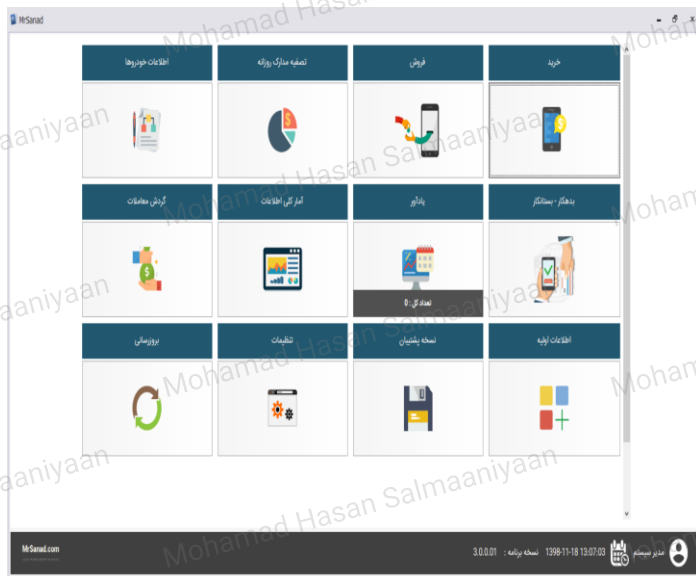 MrSanad
خرید
فروش
تصفیه مدارک روزانه
اطلاعات خودروها
بدهکار - بستانکار
یادآور
آمار کلی اطلاعات
گردش معاملات
تعداد کل : 0
اطلاعات اولیه
نسخه پشتیبان
تنظیمات
بروزرسانی
مدیر سیستم
1398-11-18 13:07:03
نسخه برنامه : 3.0.0.01
MrSanad.com
Mohamad Hasan Salmaaniyaan